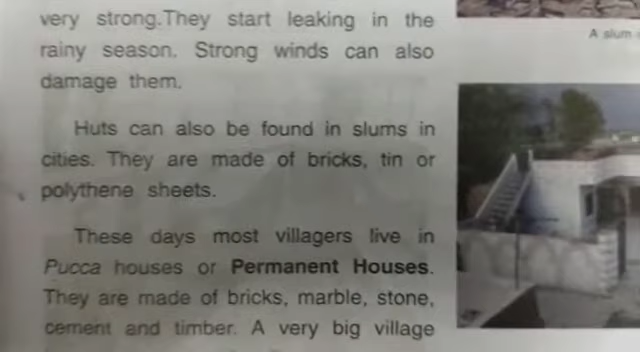 very strong.They start leaking in the
rainy season. Strong winds can also
damage them.
Huts can also be found in slums in
cities. They are made of bricks, tin or
polythene sheets.
These days most villagers live in
Pucca houses or Permanent Houses.
They are made of bricks, marble, stone,
cement and timber. A very big village
A slum